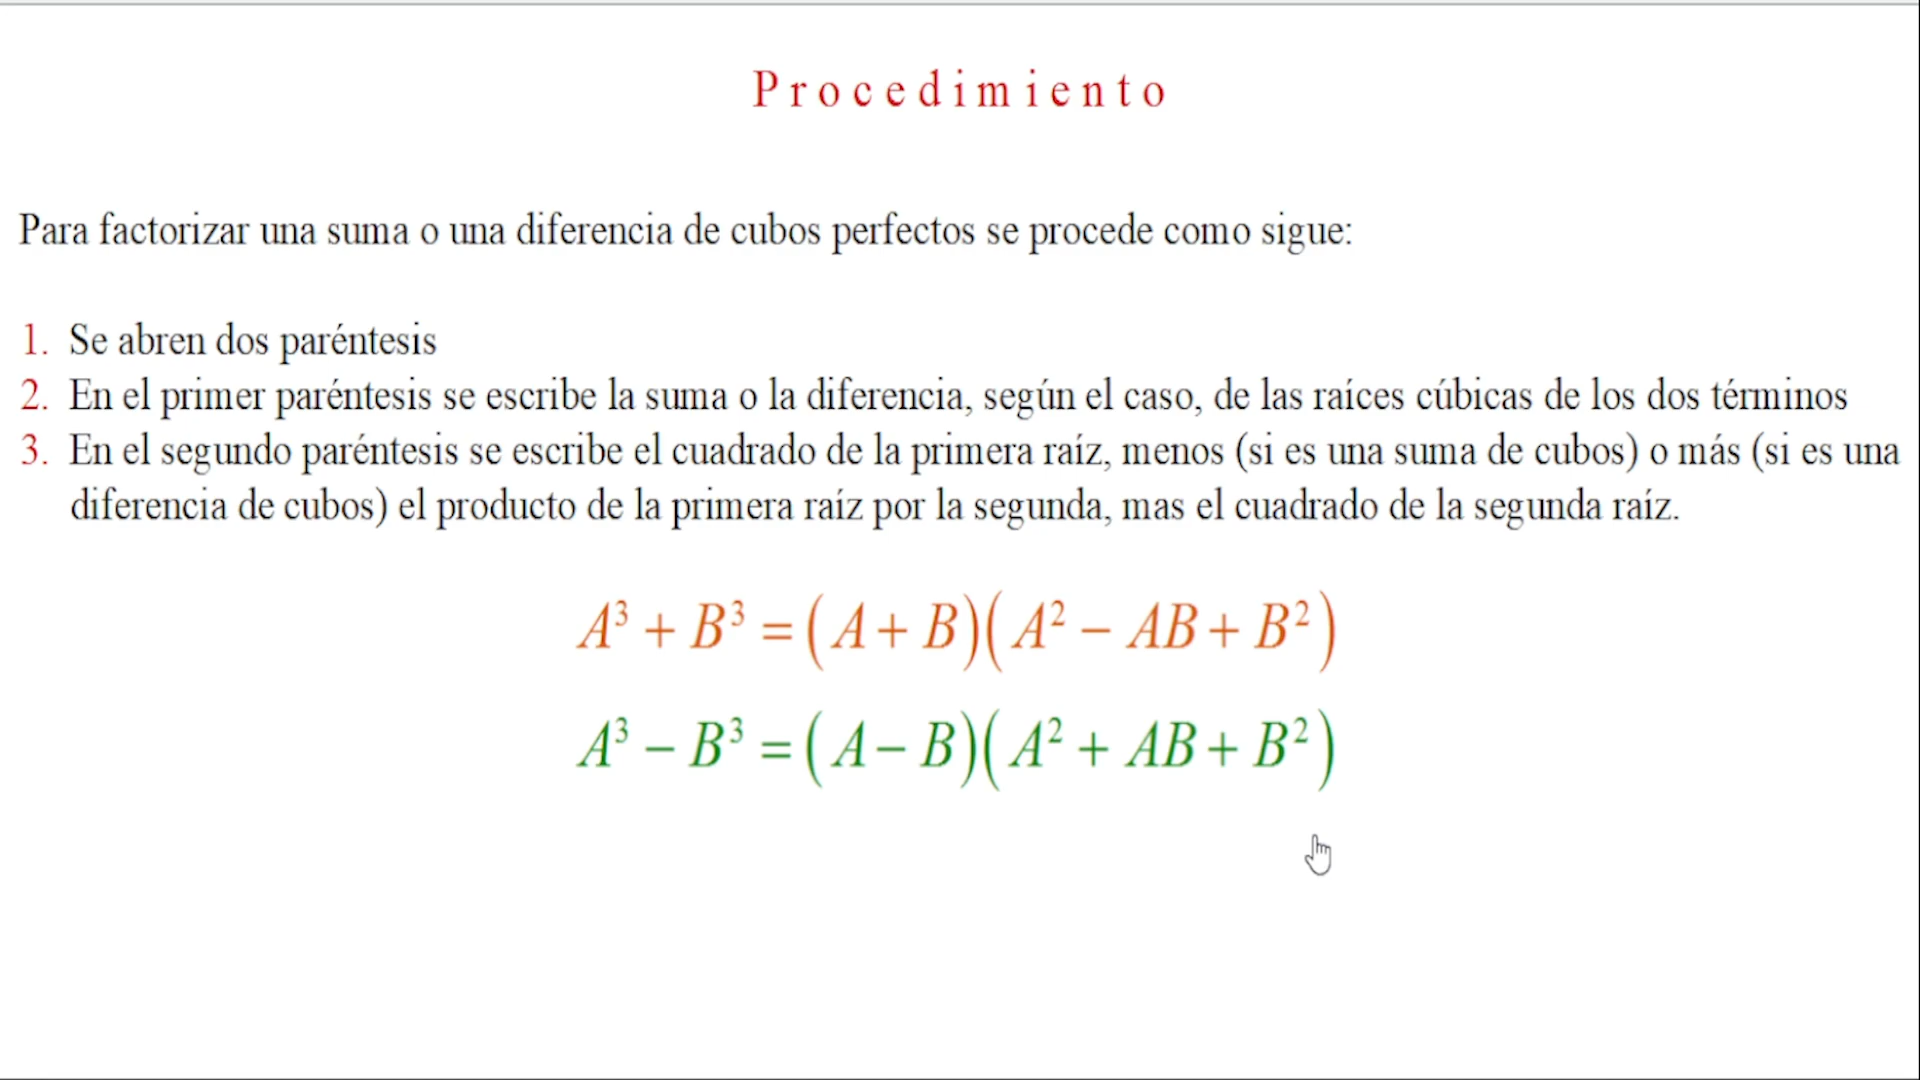 Procedimiento
Para factorizar una suma o una diferencia de cubos perfectos se procede como sigue:
1. Se abren dos paréntesis
2. En el primer paréntesis se escribe la suma o la diferencia, según el caso, de las raíces cúbicas de los dos términos
3. En el segundo paréntesis se escribe el cuadrado de la primera raíz, menos (si es una suma de cubos) o más (si es una
diferencia de cubos) el producto de la primera raíz por la segunda, mas el cuadrado de la segunda raíz.
A³ + B³ = (A + B)(A² − AB + B²)
A³ − B³ = (A − B)(A² + AB + B²)